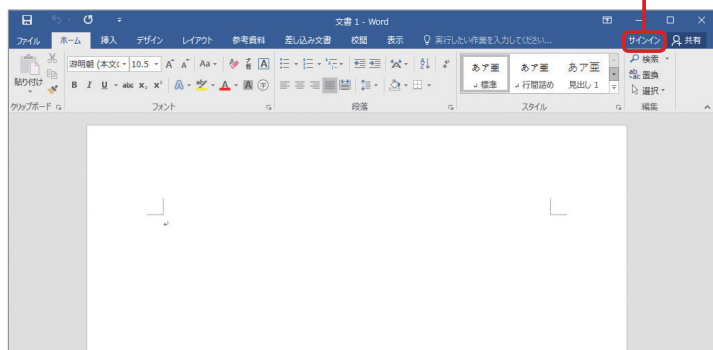 文書 1 - Word
ファイル ホーム 挿入 デザイン レイアウト 参考資料 差し込み文書 校閲 表示 実行したい作業を入力してください... サインイン 共有
貼り付け
游明朝 (本文( 10.5 A A Aa A
B I U abc x₂ x² A ab A A 字
あア亜 あア亜 あア亜
↲ 標準 ↲ 行間詰め 見出し 1
検索
置換
選択
クリップボード フォント 段落 スタイル 編集